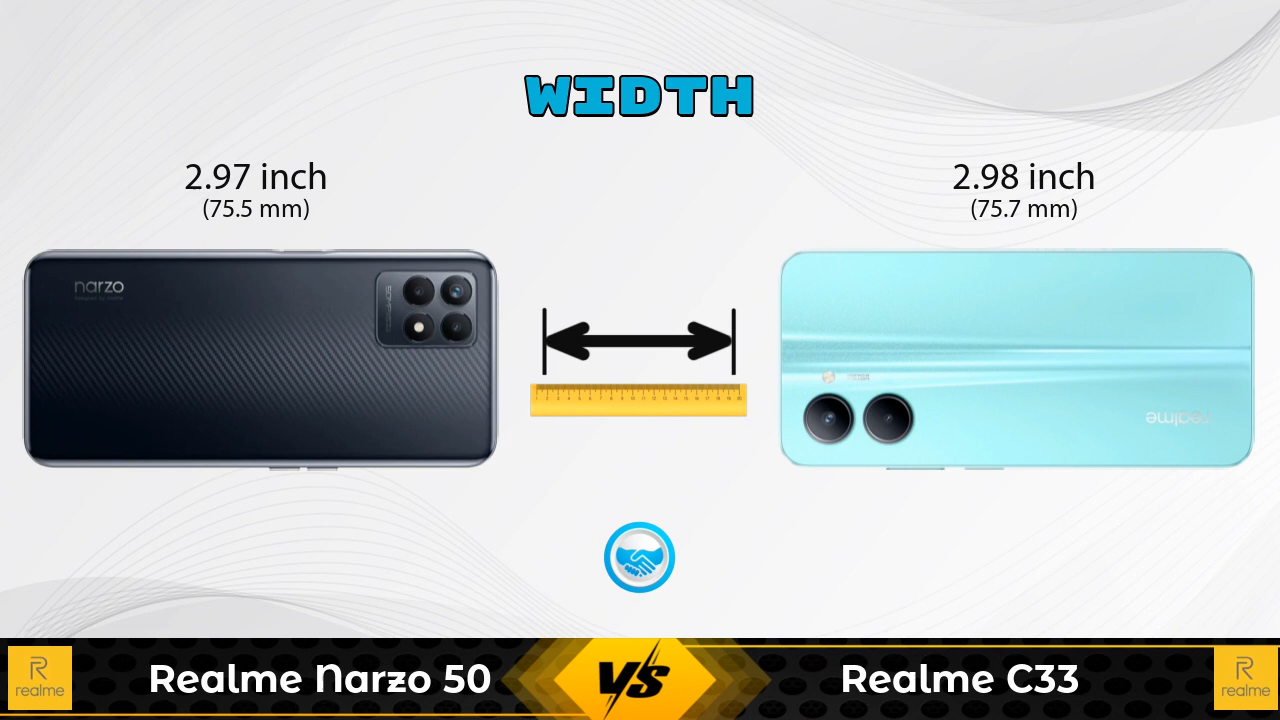 WIDTH
2.97 inch
(75.5 mm)
2.98 inch
(75.7 mm)
narzo
realme
realme
Realme Narzo 50
VS
Realme C33
realme